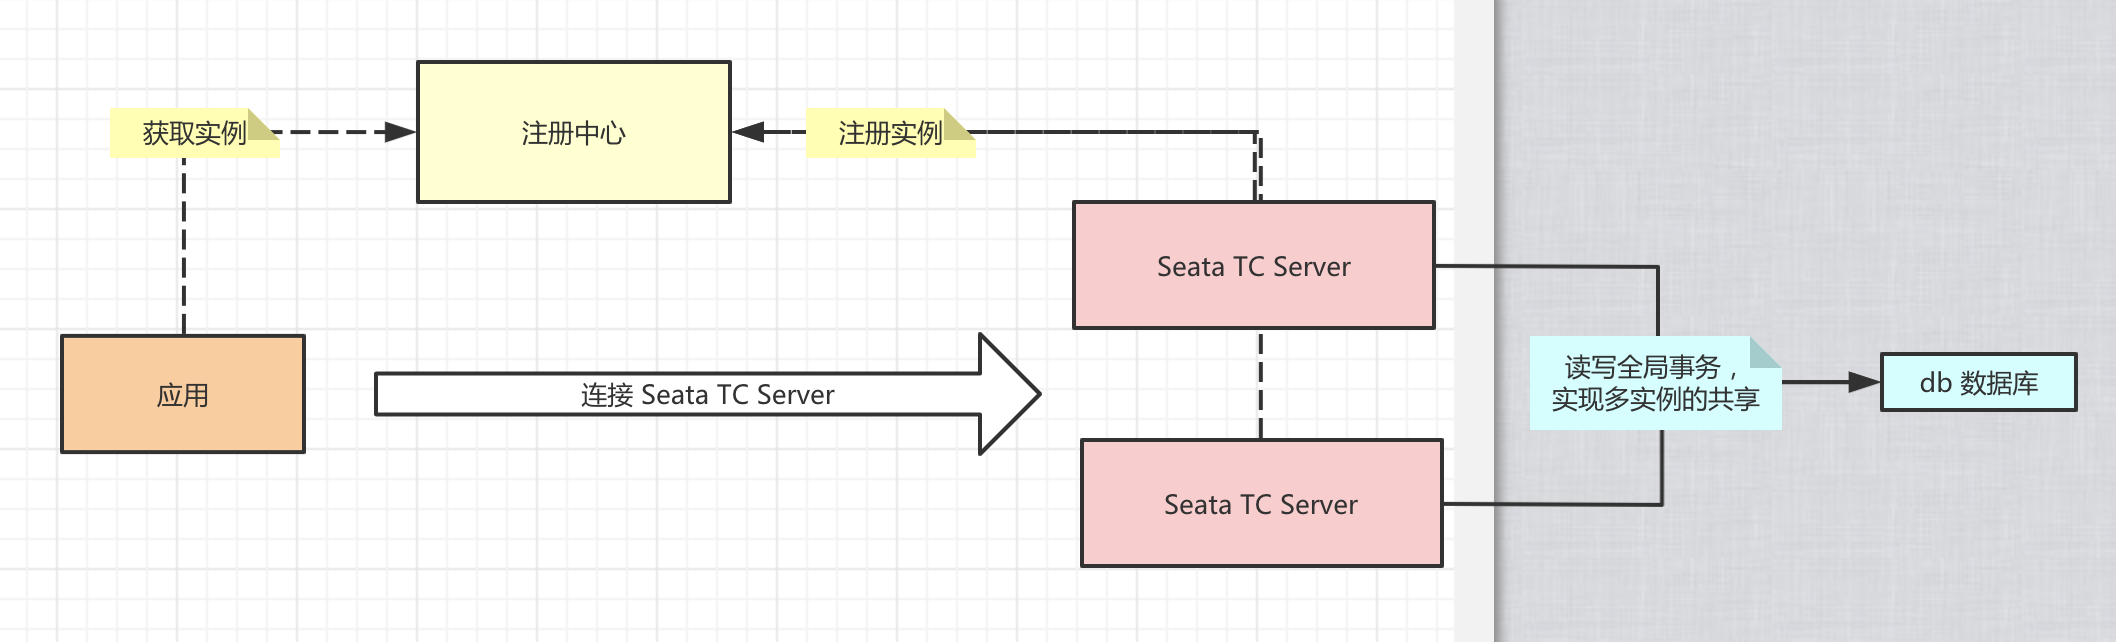 获取实例
注册中心
注册实例
Seata TC Server
应用
连接 Seata TC Server
读写全局事务，
实现多实例的共享
db 数据库
Seata TC Server